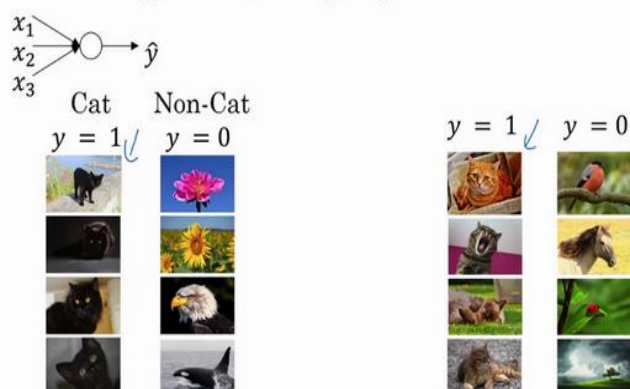 x₁
x₂
x₃
ŷ
Cat Non-Cat
y = 1 y = 0
y = 1 y = 0